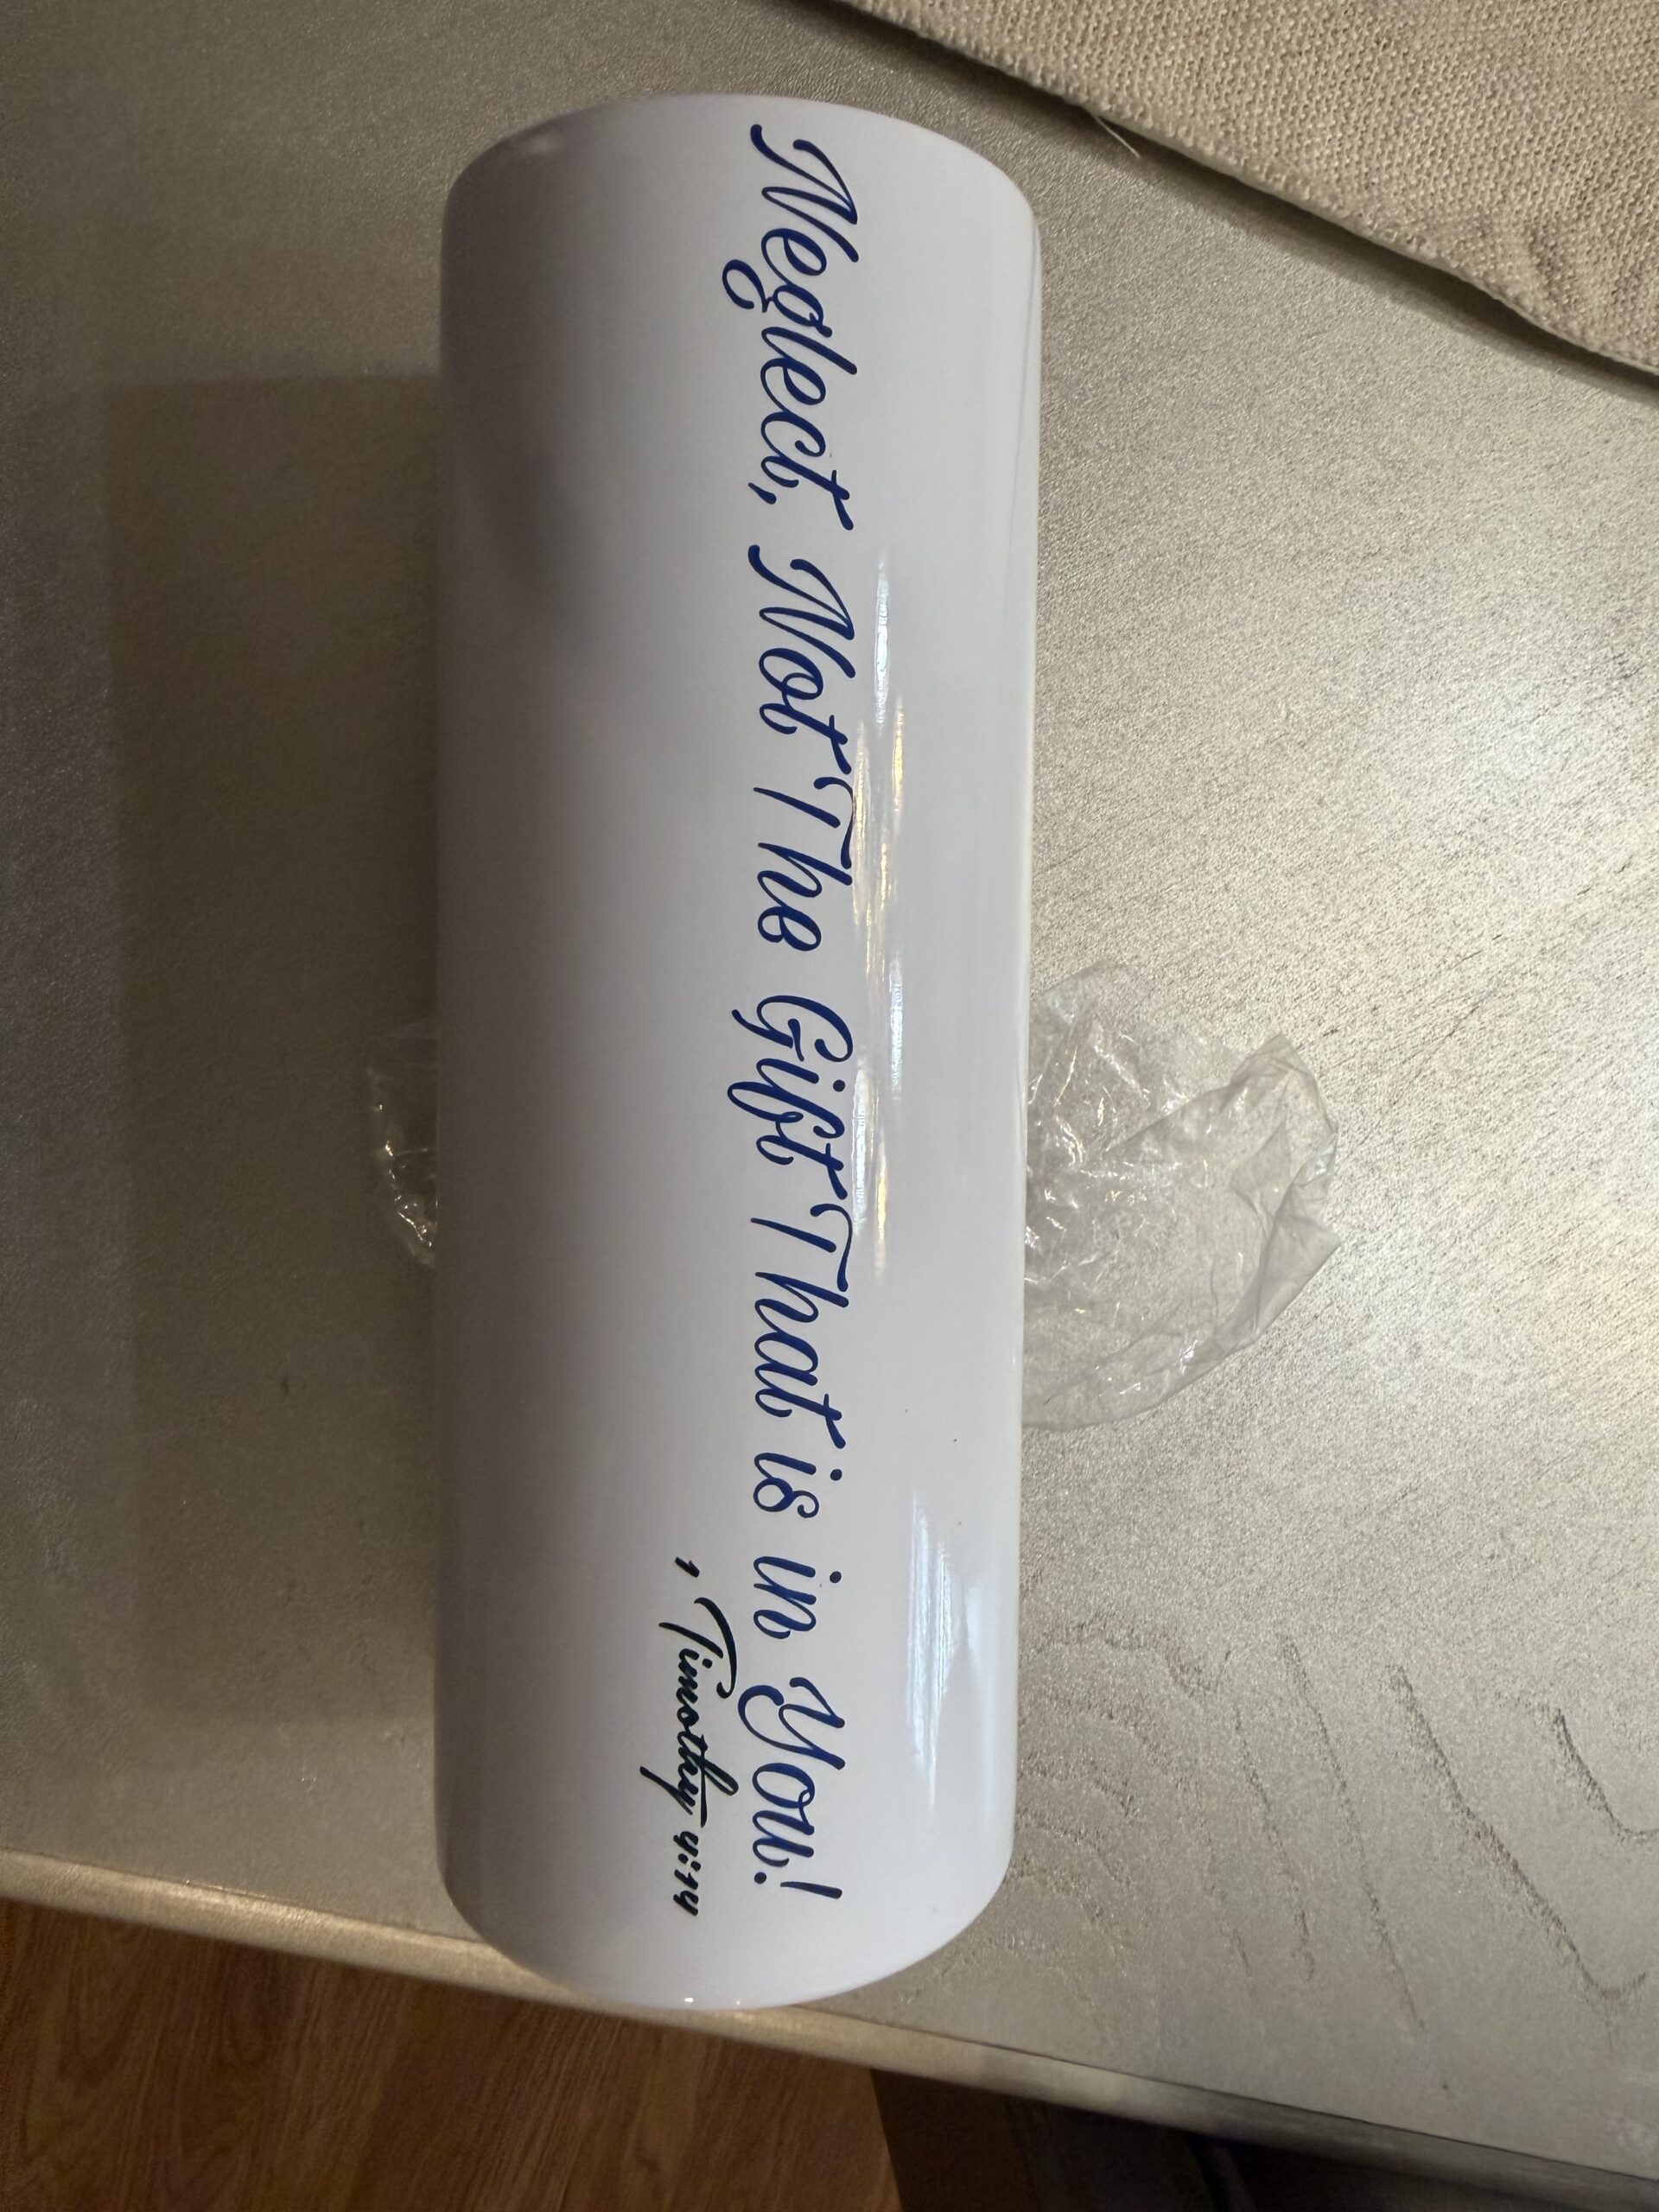 Neglect, Not The Gift That is in You!
1 Timothy 4:14